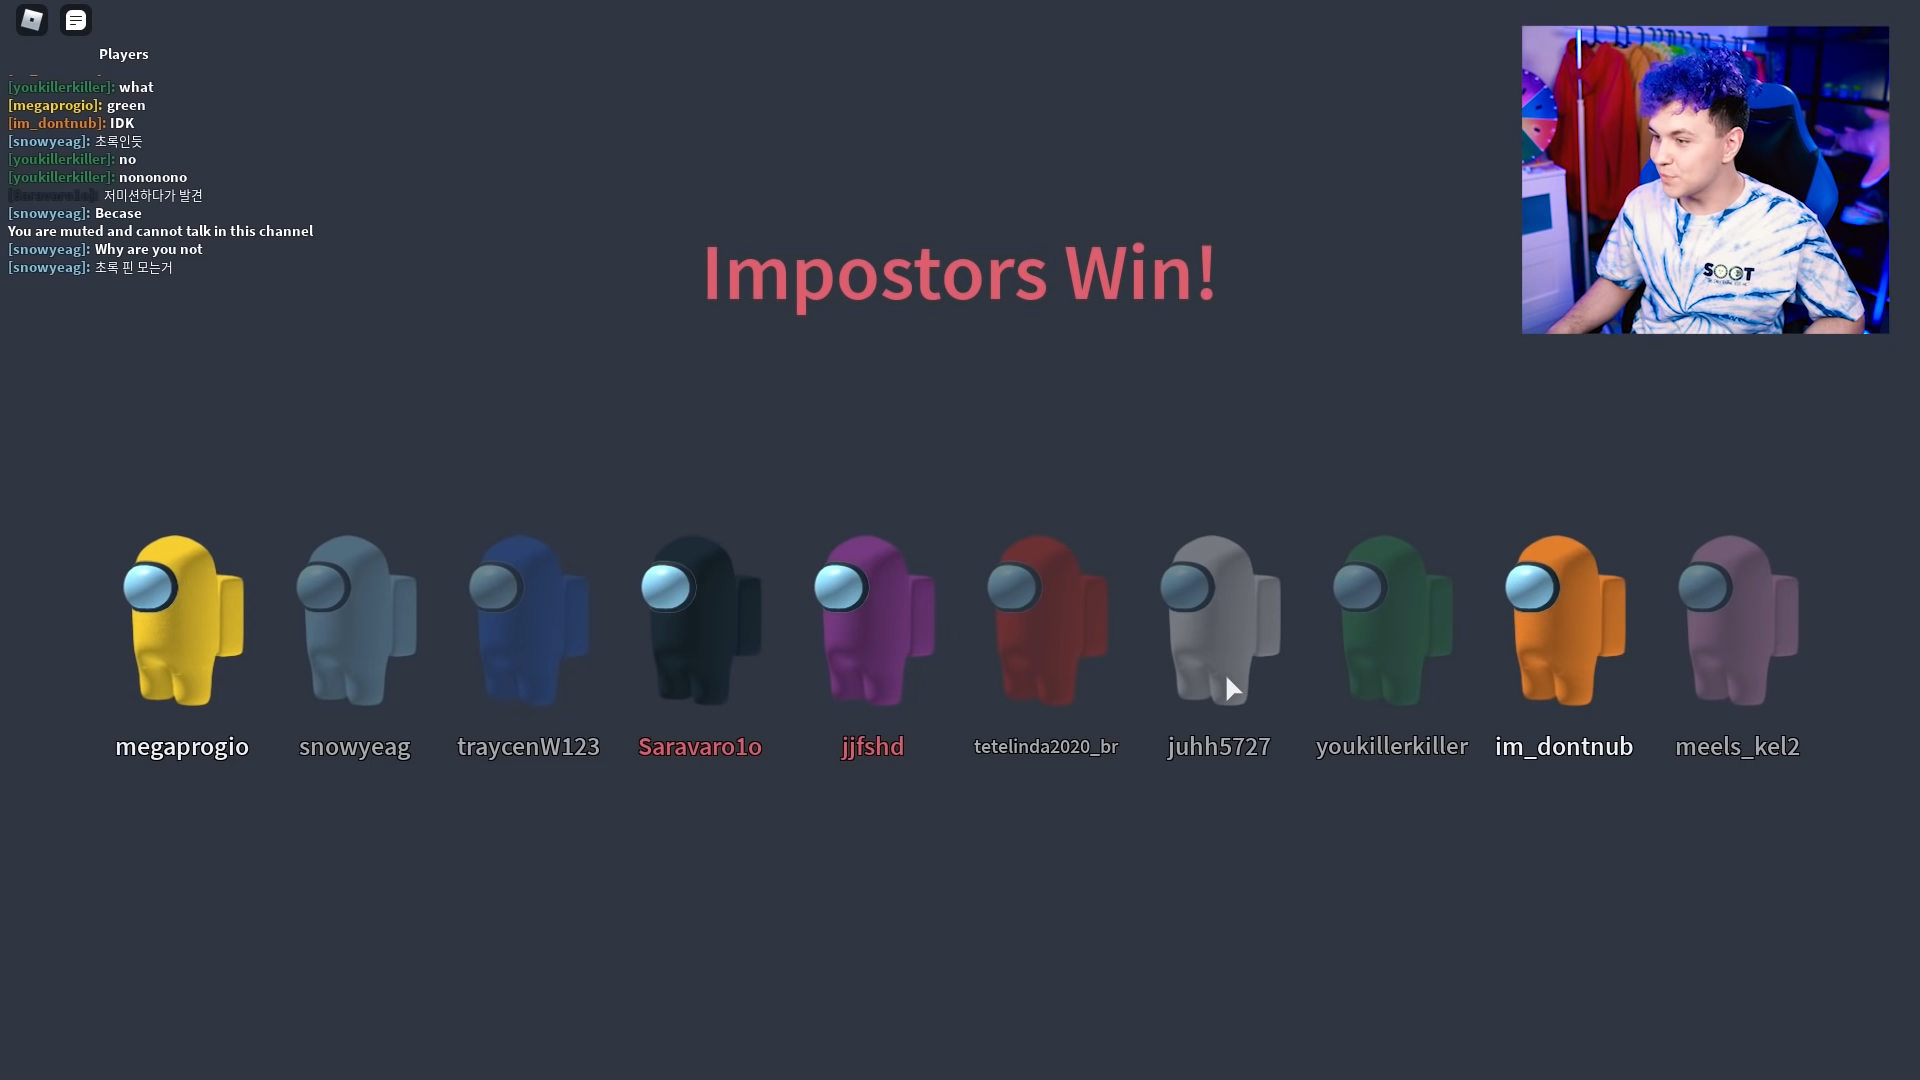 Players
[youkillerkiller]: what
[megaprogio]: green
[im_dontnub]: IDK
[snowyeag]: 초록인듯
[youkillerkiller]: no
[youkillerkiller]: nonononο
[Saravaro1o]: 저미션하다가 발견
[snowyeag]: Becase
You are muted and cannot talk in this channel
[snowyeag]: Why are you not
[snowyeag]: 초록 핀 모는거
Impostors Win!
SOOT
megaprogio
snowyeag
traycenW123
Saravaro1o
jjfshd
tetelinda2020_br
juhh5727
youkillerkiller
im_dontnub
meels_kel2